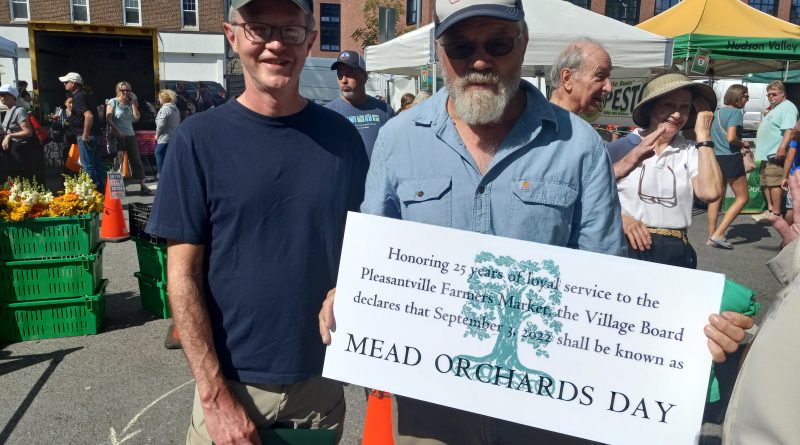 Hudson Valley
PESTO
Honoring 25 years of loyal service to the
Pleasantville Farmers Market, the Village Board
declares that September 3, 2022 shall be known as
MEAD ORCHARDS DAY